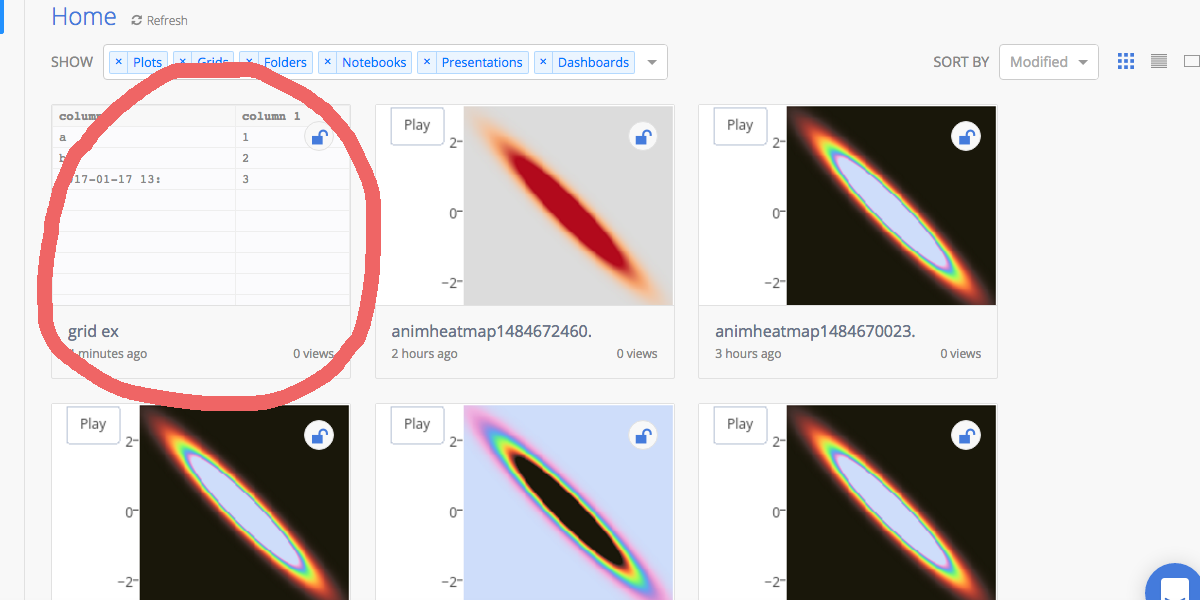 Home Refresh
SHOW × Plots × Grids × Folders × Notebooks × Presentations × Dashboards SORT BY Modified
column 1
a 1
b 2
17-01-17 13: 3
grid ex
minutes ago 0 views
Play
2
0
−2
animheatmap1484672460.
2 hours ago 0 views
Play
2
0
−2
animheatmap1484670023.
3 hours ago 0 views
Play
2
0
−2
Play
2
0
−2
Play
2
0
−2